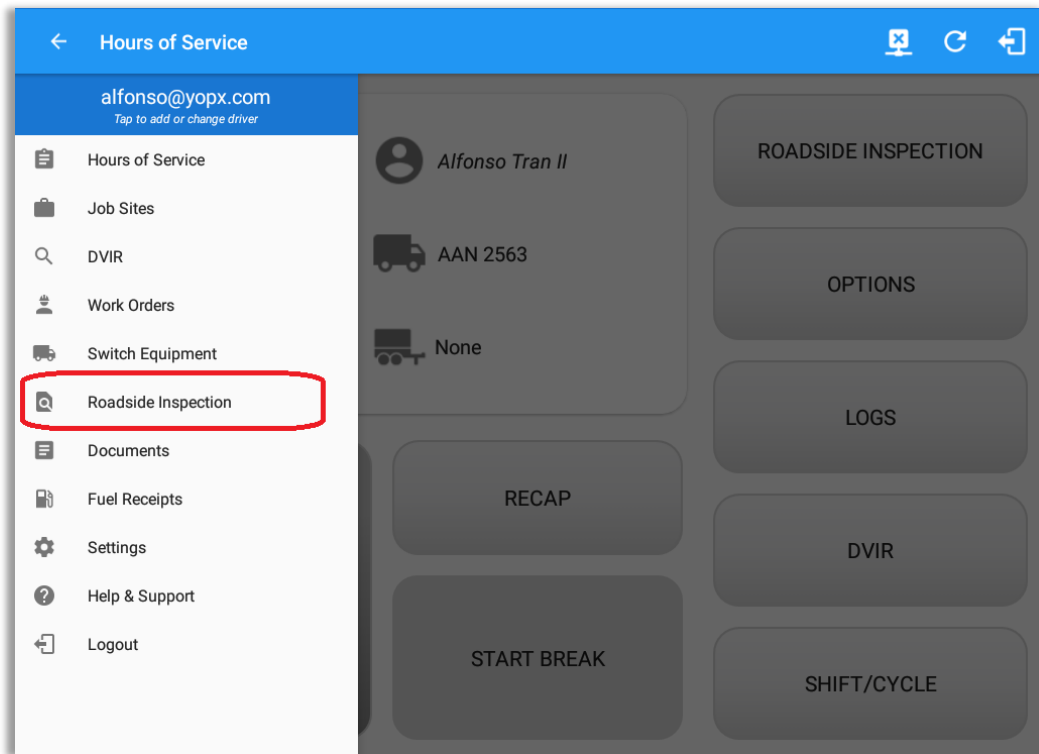 Hours of Service
alfonso@yopx.com
Tap to add or change driver
Hours of Service
Job Sites
DVIR
Work Orders
Switch Equipment
Roadside Inspection
Documents
Fuel Receipts
Settings
Help & Support
Logout
Alfonso Tran II
AAN 2563
None
RECAP
START BREAK
ROADSIDE INSPECTION
OPTIONS
LOGS
DVIR
SHIFT/CYCLE